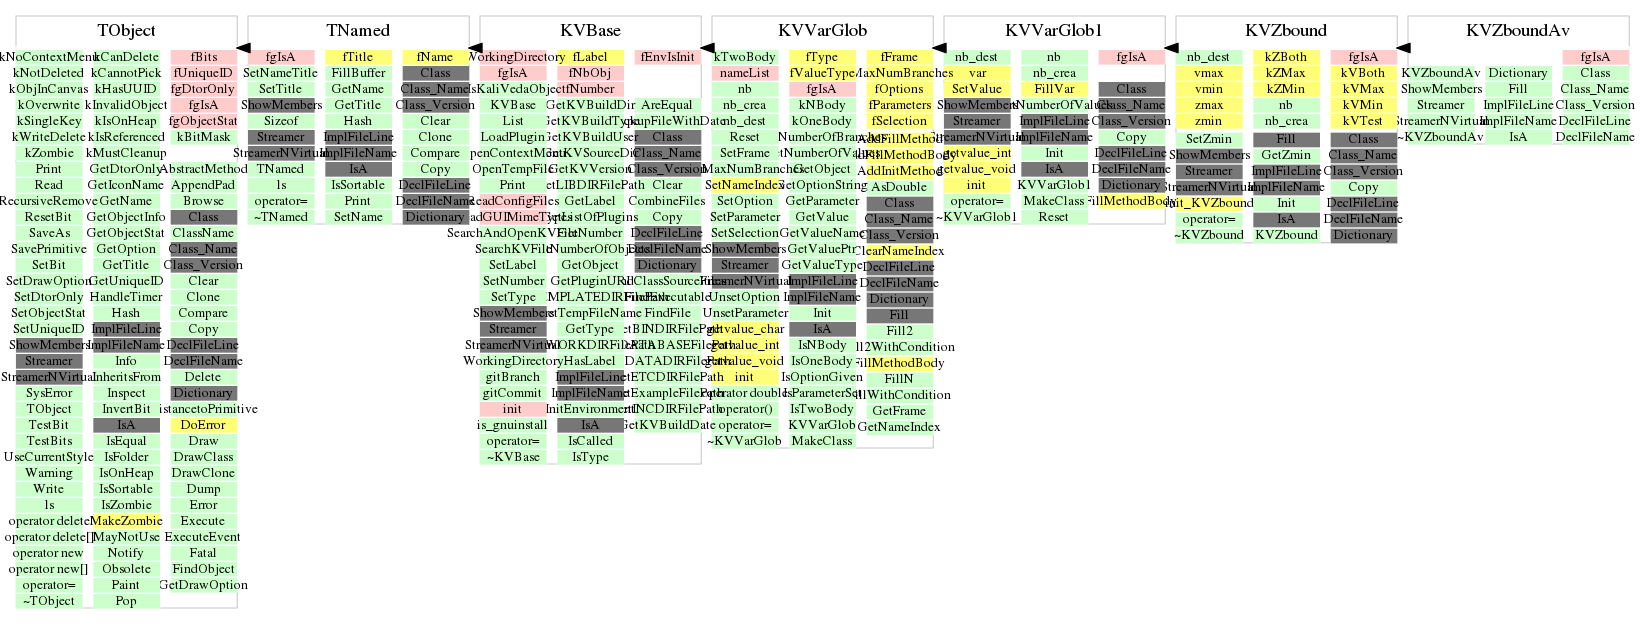 TObject TNamed KVBase KVVarGlob KVVarGlob1 KVZbound KVZboundAv
kNoContextMenu kCanDelete fBits
kNotDeleted kCannotPick fUniqueID
kObjInCanvas kHasUUID fgDtorOnly
kOverwrite kInvalidObject fgIsA
kSingleKey kIsOnHeap fgObjectStat
kWriteDelete kIsReferenced kBitMask
kZombie kMustCleanup
Print GetDtorOnly AbstractMethod
Read GetIconName AppendPad
RecursiveRemove GetName Browse
ResetBit GetObjectInfo Class
SaveAs GetObjectStat ClassName
SavePrimitive GetOption Class_Name
SetBit GetTitle Class_Version
SetDrawOption GetUniqueID Clear
SetDtorOnly HandleTimer Clone
SetObjectStat Hash Compare
SetUniqueID ImplFileLine Copy
ShowMembers ImplFileName DeclFileLine
Streamer Info DeclFileName
StreamerNVirtual InheritsFrom Delete
SysError Inspect Dictionary
TObject InvertBit DistancetoPrimitive
TestBit IsA DoError
TestBits IsEqual Draw
UseCurrentStyle IsFolder DrawClass
Warning IsOnHeap DrawClone
Write IsSortable Dump
ls IsZombie Error
operator delete MakeZombie Execute
operator delete[] MayNotUse ExecuteEvent
operator new Notify Fatal
operator new[] Obsolete FindObject
operator= Paint GetDrawOption
~TObject Pop
fgIsA fTitle fName
SetNameTitle FillBuffer Class
SetTitle GetName Class_Name
ShowMembers GetTitle Class_Version
Sizeof Hash Clear
Streamer ImplFileLine Clone
StreamerNVirtual ImplFileName Compare
TNamed IsA Copy
ls IsSortable DeclFileLine
operator= Print DeclFileName
~TNamed SetName Dictionary
WorkingDirectory fLabel fEnvIsInit
fgIsA fNbObj
IsKaliVedaObject fNumber
KVBase GetKVBuildDir ArcEqual
List GetKVBuildType BackupFileWithDate
LoadPlugin GetKVBuildUser Class
OpenContextMenu GetKVSourceDir Class_Name
OpenTempFile GetKVVersion Class_Version
Print GetLIBDIRFilePath Clear
ReadConfigFiles GetLabel CombineFiles
ReadGUIMimeTypes GetListOfPlugins Copy
SearchAndOpenKVFile GetNumber DeclFileLine
SearchKVFile GetNumberOfObjects DeclFileName
SetLabel GetObject Dictionary
SetNumber GetPluginURI FindClassSourceFiles
SetType GetTEMPLATEDIRFilePath FindExecutable
ShowMembers GetTempFileName FindFile
Streamer GetType GetBINDIRFilePath
StreamerNVirtual GetWORKDIRFilePath GetDATABASEFilepath
WorkingDirectory HasLabel GetDATADIRFilePath
gitBranch ImplFileLine GetETCDIRFilePath
gitCommit ImplFileName GetExampleFilePath
init InitEnvironment GetINCDIRFilePath
is_gnuinstall IsA GetKVBuildDate
operator= IsCalled
~KVBase IsType
kTwoBody fType fFrame
nameList fValueType fMaxNumBranches
nb fgIsA fOptions
nb_crea kNBody fParameters
nb_dest kOneBody fSelection
Reset GetNumberOfBranches AddFillMethod
SetFrame GetNumberOfValues AddFillMethodBody
SetMaxNumBranches GetObject AddInitMethod
SetNameIndex GetOptionString AsDouble
SetOption GetParameter Class
SetParameter GetValue Class_Name
SetSelection GetValueName Class_Version
ShowMembers GetValuePtr ClearNameIndex
Streamer GetValueType DeclFileLine
StreamerNVirtual ImplFileLine DeclFileName
UnsetOption ImplFileName Dictionary
UnsetParameter Init Fill
getvalue_char IsA Fill2
getvalue_int IsNBody Fill2WithCondition
getvalue_void IsOneBody FillMethodBody
init IsOptionGiven FillN
operator double IsParameterSet FillWithCondition
operator() IsTwoBody GetFrame
operator= KVVarGlob GetNameIndex
~KVVarGlob MakeClass
nb_dest nb fgIsA
var nb_crea
SetValue FillVar Class
ShowMembers GetNumberOfValues Class_Name
Streamer ImplFileLine Class_Version
StreamerNVirtual ImplFileName Copy
getvalue_int Init DeclFileLine
getvalue_void IsA DeclFileName
init KVVarGlob1 Dictionary
operator= MakeClass FillMethodBody
~KVVarGlob1 Reset
nb_dest kZBoth fgIsA
vmax kZMax kVBoth
vmin kZMin kVMax
zmax nb kVMin
zmin nb_crea kVTest
SetZmin Fill Class
ShowMembers GetZmin Class_Name
Streamer ImplFileLine Class_Version
StreamerNVirtual ImplFileName Copy
init_KVZbound Init DeclFileLine
operator= IsA DeclFileName
~KVZbound KVZbound Dictionary
fgIsA
KVZboundAv Dictionary Class
ShowMembers Fill Class_Name
Streamer ImplFileLine Class_Version
StreamerNVirtual ImplFileName DeclFileLine
~KVZboundAv IsA DeclFileName